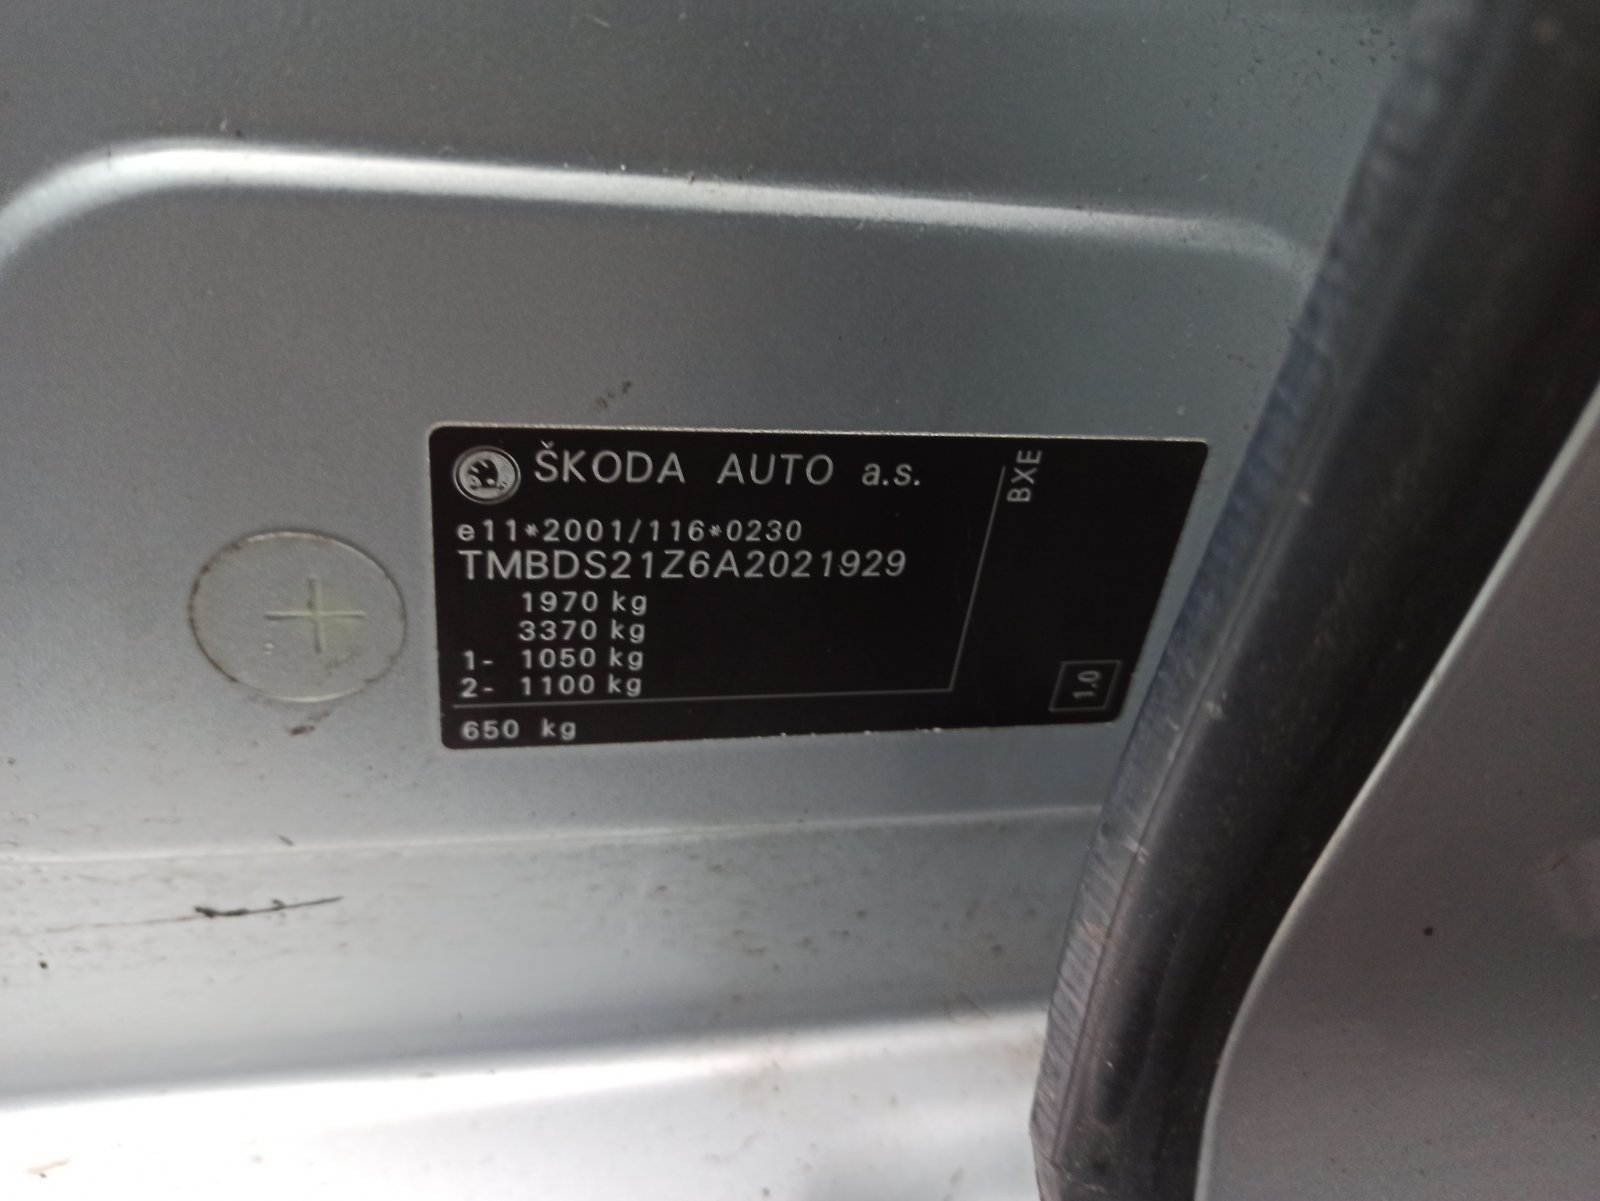 ŠKODA AUTO a.s.
BXE
e11*2001/116*0230
TMBDS21Z6A2021929
1970 kg
3370 kg
1- 1050 kg
2- 1100 kg
650 kg
1.0